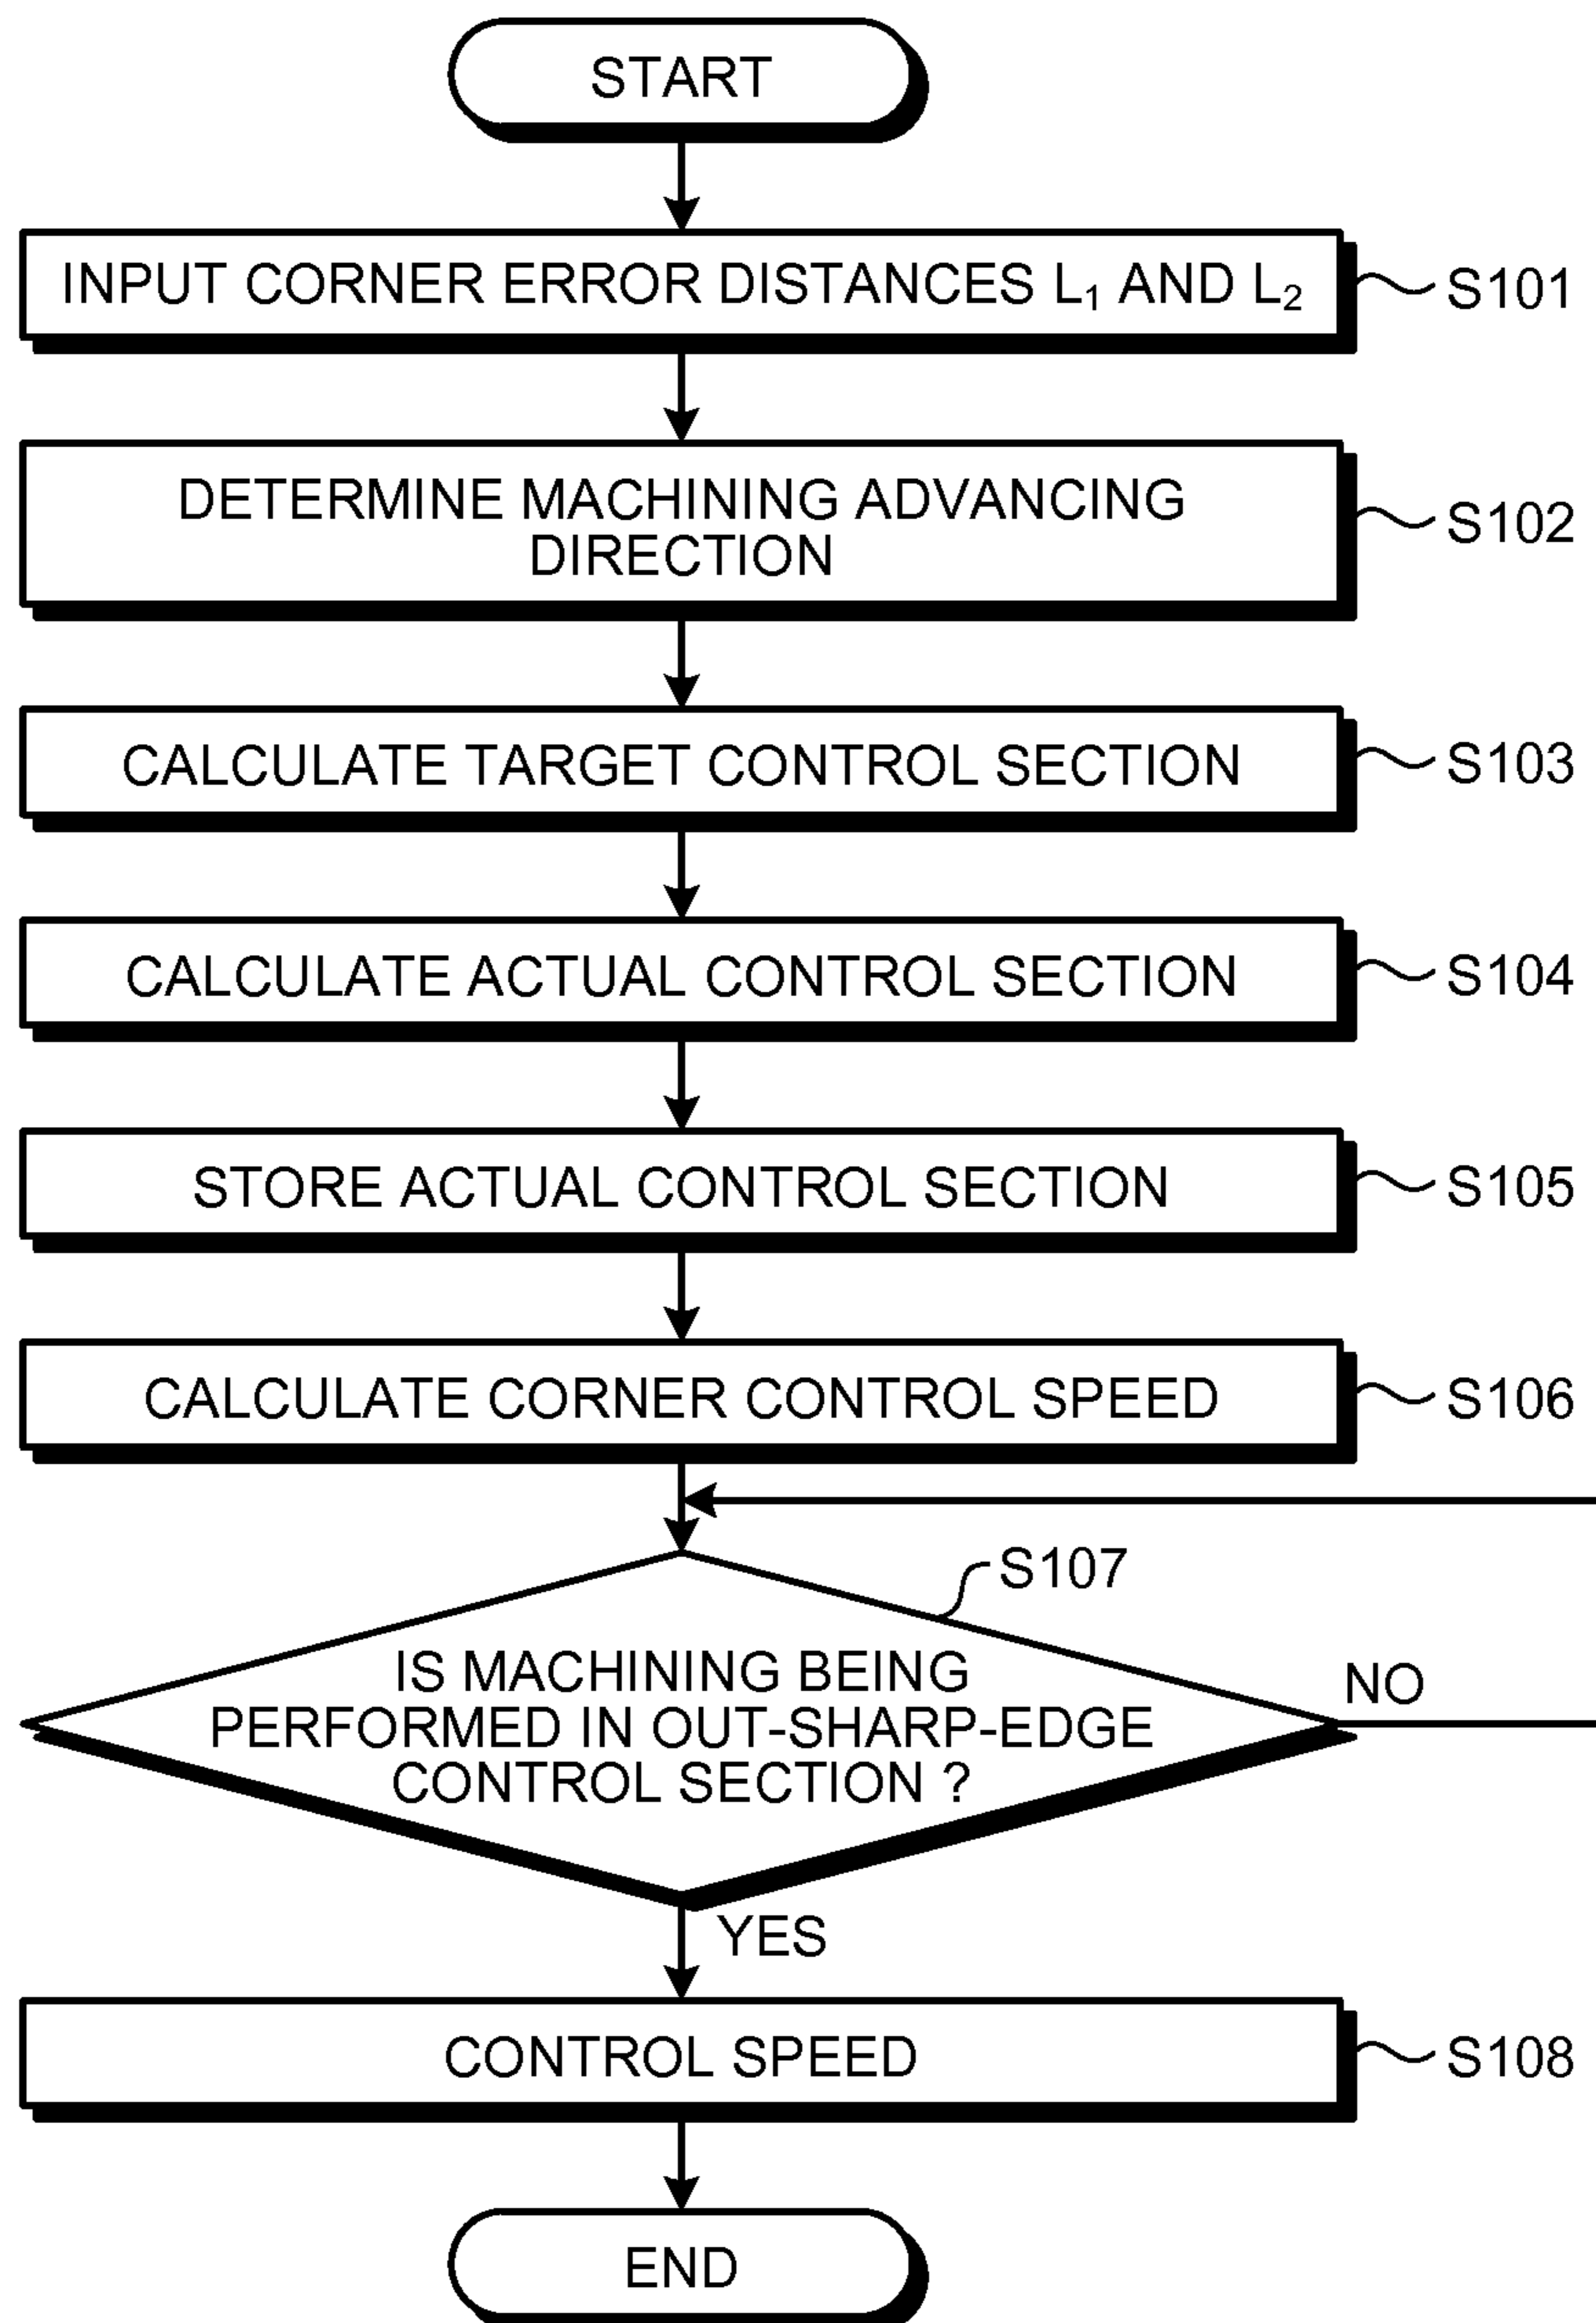 START
INPUT CORNER ERROR DISTANCES L₁ AND L₂
S101
DETERMINE MACHINING ADVANCING
DIRECTION
S102
CALCULATE TARGET CONTROL SECTION
S103
CALCULATE ACTUAL CONTROL SECTION
S104
STORE ACTUAL CONTROL SECTION
S105
CALCULATE CORNER CONTROL SPEED
S106
S107
IS MACHINING BEING
PERFORMED IN OUT-SHARP-EDGE
CONTROL SECTION ?
NO
YES
CONTROL SPEED
S108
END